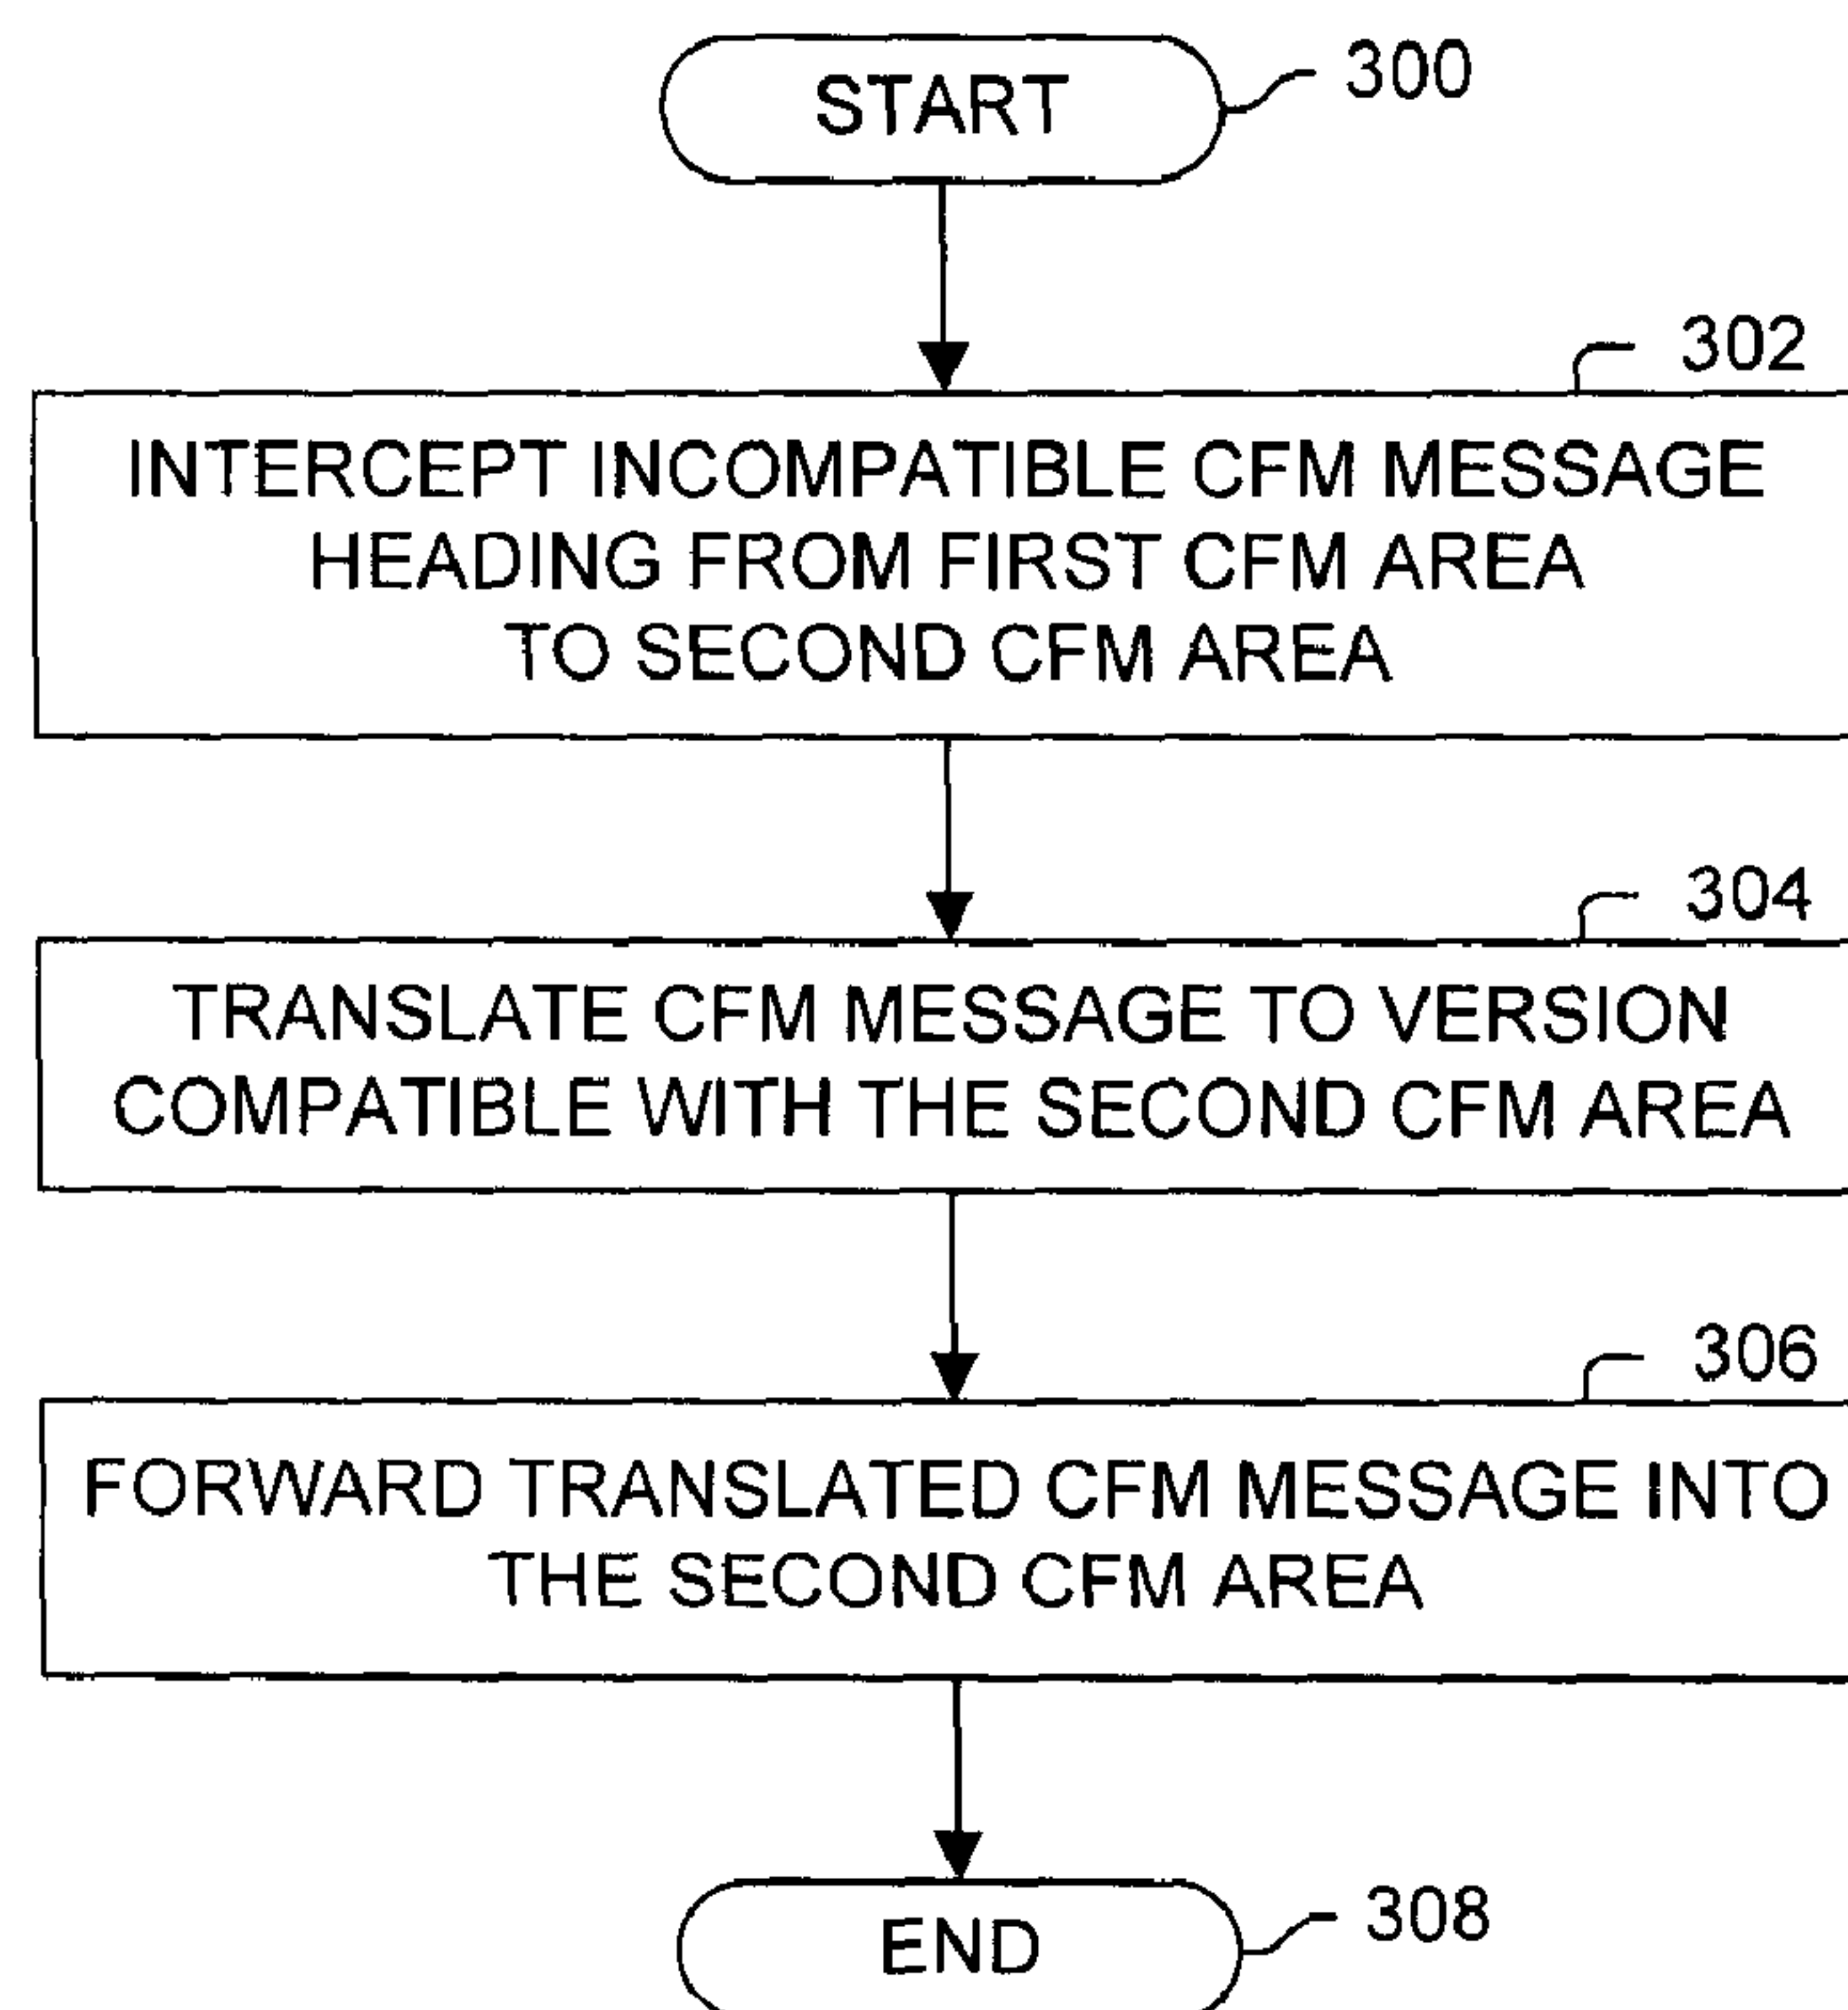 START
300
302
INTERCEPT INCOMPATIBLE CFM MESSAGE
HEADING FROM FIRST CFM AREA
TO SECOND CFM AREA
304
TRANSLATE CFM MESSAGE TO VERSION
COMPATIBLE WITH THE SECOND CFM AREA
306
FORWARD TRANSLATED CFM MESSAGE INTO
THE SECOND CFM AREA
END
308